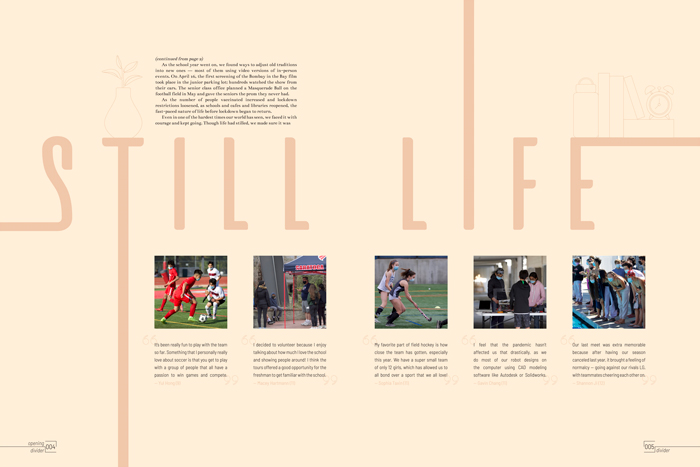 (continued from page 2)
As the school year went on, we found ways to adjust old traditions
into new ones — most of them using video versions of in-person
events. On April 16, the first screening of the Bombay in the Bay film
took place in the junior parking lot; hundreds watched the show from
their cars. The senior class office planned a Masquerade Ball on the
football field in May and gave the seniors the prom they never had.
As the number of people vaccinated increased and lockdown
restrictions loosened, as schools and cafes and libraries reopened, the
fast-paced nature of life before lockdown began to return.
Even in one of the hardest times our world has seen, we faced it with
courage and kept going. Though life had stilled, we made sure it was
STILL LIFE
SARATOGA
It's been really fun to play with the team
so far. Something that I personally really
love about soccer is that you get to play
with a group of people that all have a
passion to win games and compete.
I decided to volunteer because I enjoy
talking about how much I love the school
and showing people around! I think the
tours offered a good opportunity for the
freshman to get familiar with the school.
My favorite part of field hockey is how
close the team has gotten, especially
this year. We have a super small team
of only 12 girls, which has allowed us to
all bond over a sport that we all love.
I feel that the pandemic hasn't
affected us that drastically, as we
do most of our robot designs on
the computer using CAD modeling
software like Autodesk or Solidworks.
Our last meet was extra memorable
because after having our season
canceled last year, it brought a feeling of
normalcy — going against our rivals LG,
with teammates cheering each other on.
opening
divider
004
005
divider